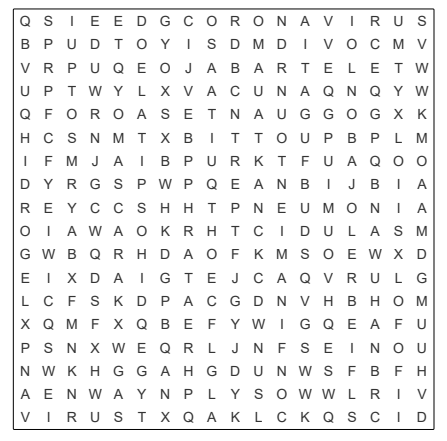 Q S I E E D G C O R O N A V I R U S
B P U D T O Y I S D M D I V O C M V
V R P U Q E O J A B A R T E L E T W
U P T W Y L X V A C U N A Q N Q Y W
Q F O R O A S E T N A U G G O G X K
H C S N M T X B I T T O U P B P L M
I F M J A I B P U R K T F U A Q O O
D Y R G S P W P Q E A N B I J B I A
R E Y C C S H H T P N E U M O N I A
O I A W A O K R H T C I D U L A S M
G W B Q R H D A O F K M S O E W X D
E I X D A I G T E J C A Q V R U L G
L C F S K D P A C G D N V H B H O M
X Q M F X Q B E F Y W I G Q E A F U
P S N X W E Q R L J N F S E I N O U
N W K H G G A H G D U N W S F B F H
A E N W A Y N P L Y S O W W L R I V
V I R U S T X Q A K L C K Q S C I D